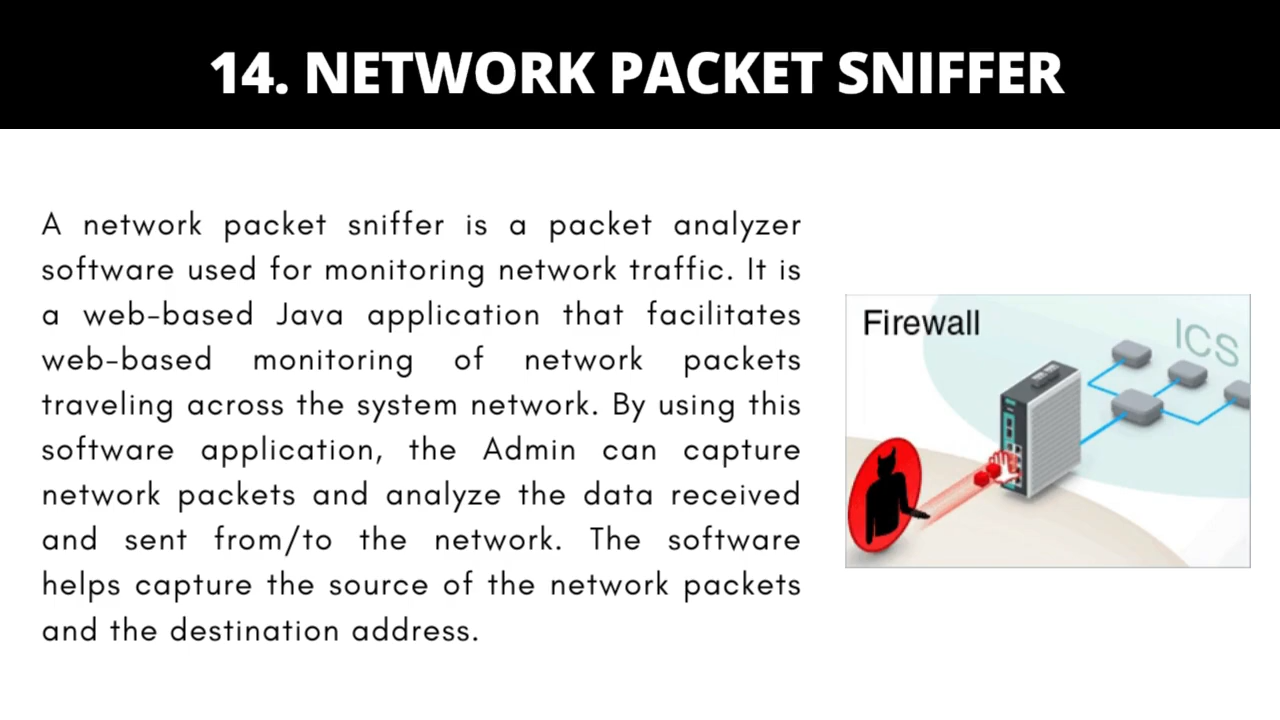 14. NETWORK PACKET SNIFFER
A network packet sniffer is a packet analyzer
software used for monitoring network traffic. It is
a web-based Java application that facilitates
web-based monitoring of network packets
traveling across the system network. By using this
software application, the Admin can capture
network packets and analyze the data received
and sent from/to the network. The software
helps capture the source of the network packets
and the destination address.
Firewall
ICS